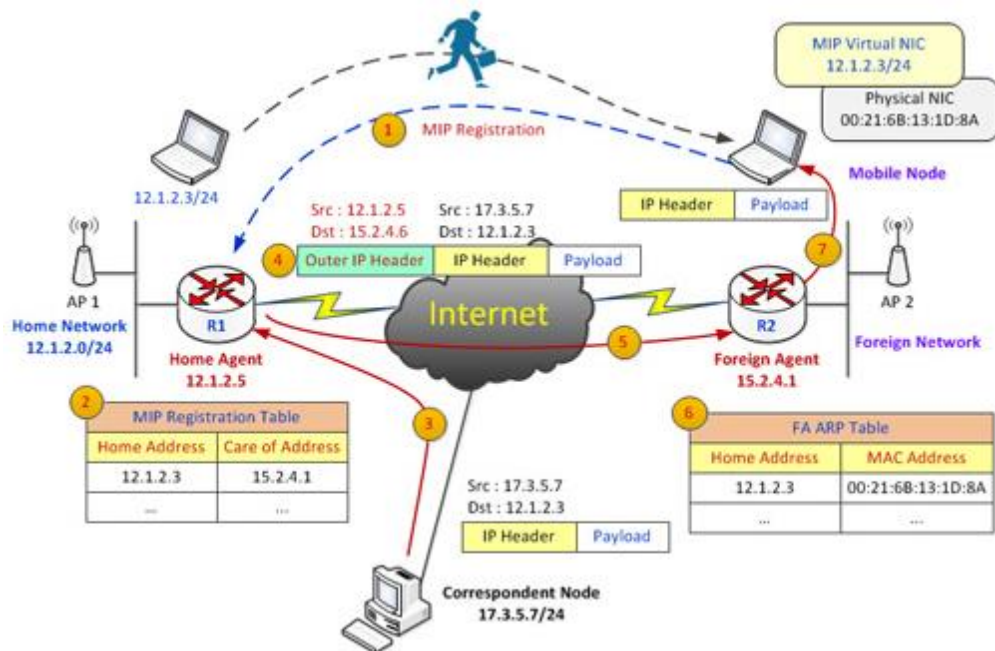 MIP Virtual NIC
12.1.2.3/24
Physical NIC
00:21:6B:13:1D:8A
1
MIP Registration
12.1.2.3/24
Mobile Node
IP Header Payload
Src : 12.1.2.5 Src : 17.3.5.7
Dst : 15.2.4.6 Dst : 12.1.2.3
4
Outer IP Header IP Header Payload
7
AP 1
AP 2
Internet
R1
R2
Home Network
12.1.2.0/24
Foreign Network
5
Home Agent
12.1.2.5
Foreign Agent
15.2.4.1
2
MIP Registration Table
Home Address Care of Address
12.1.2.3 15.2.4.1
... ...
3
6
FA ARP Table
Home Address MAC Address
12.1.2.3 00:21:6B:13:1D:8A
... ...
Src : 17.3.5.7
Dst : 12.1.2.3
IP Header Payload
Correspondent Node
17.3.5.7/24